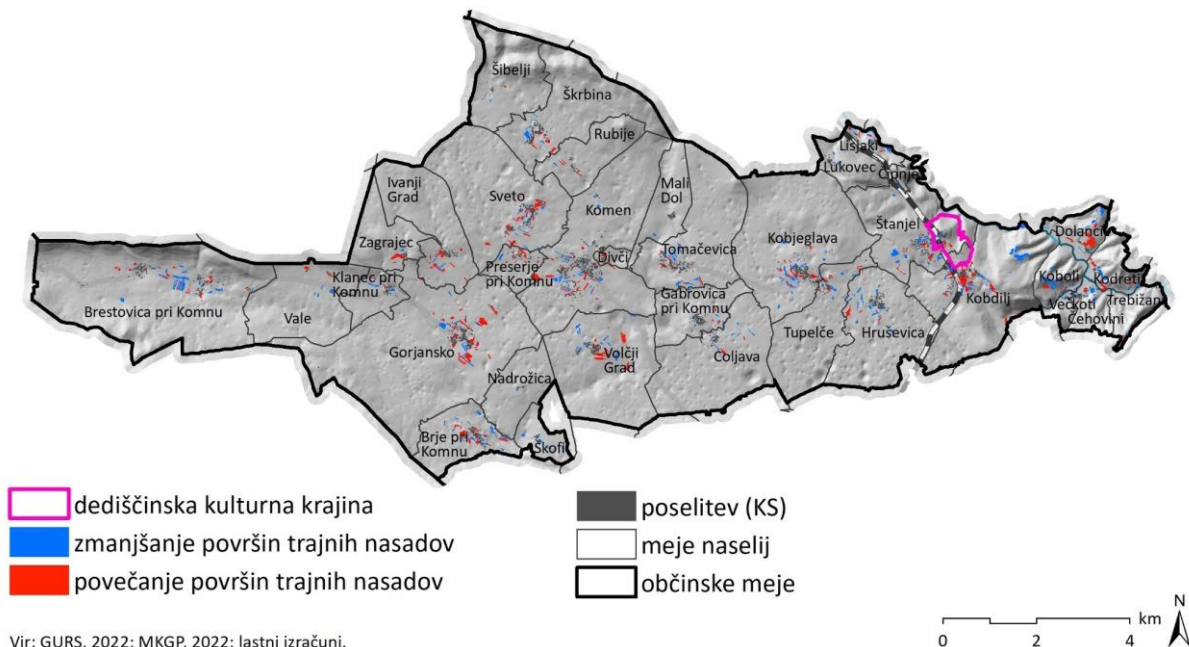 Šibelji
Škrbina
Rubije
Lisjaki
Lukovec
Čipnje
Ivanji
Grad
Sveto
Komen
Mali
Dol
Štanjel
Dolanci
Zagrajec
Preserje
pri Komnu
Divči
Tomačevica
Kobjeglava
Koboli
Kodreti
Klanec pri
Komnu
Gabrovica
pri Komnu
Kobdilj
Večkoti
Trebižani
Čehovini
Brestovica pri Komnu
Vale
Gorjansko
Volčji
Grad
Coljava
Tupelče
Hruševica
Nadrožica
Brje pri
Komnu
Škofi
dediščinska kulturna krajina
zmanjšanje površin trajnih nasadov
povečanje površin trajnih nasadov
poselitev (KS)
meje naselij
občinske meje
Vir: GURS, 2022; MKGP, 2022; lastni izračuni.
0 2 4 km
N